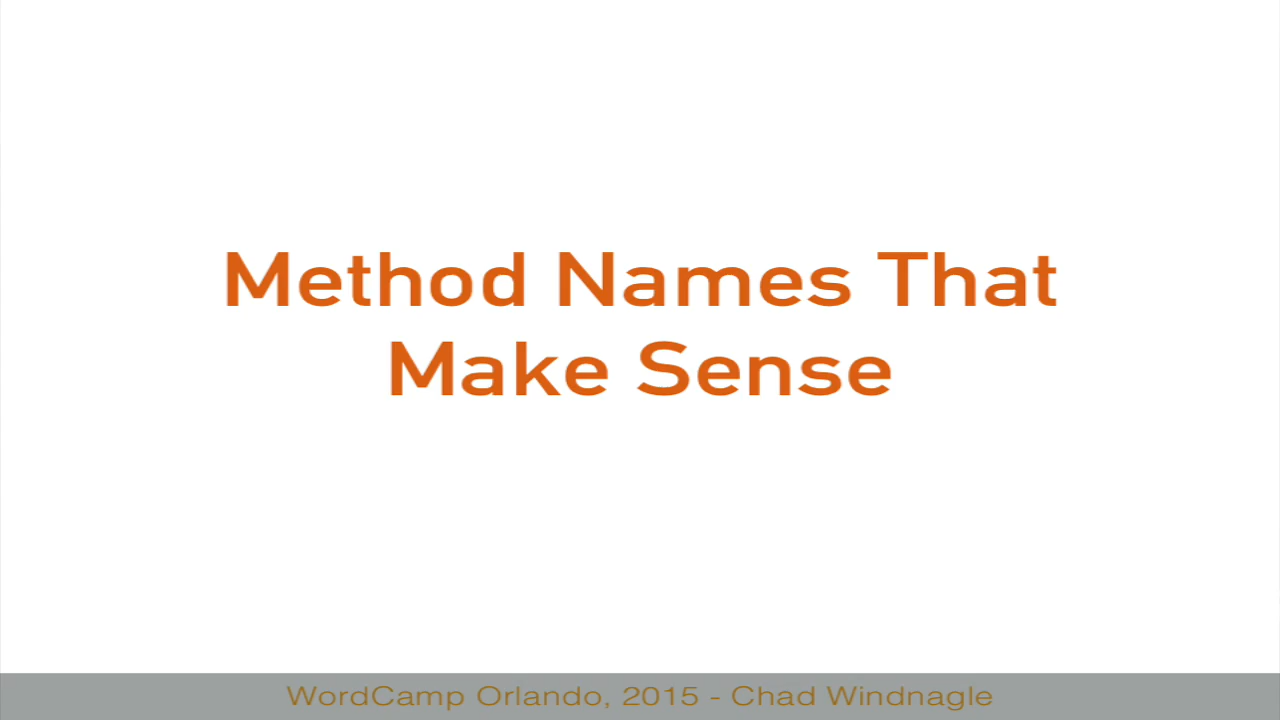 Method Names That
Make Sense
WordCamp Orlando, 2015 - Chad Windnagle